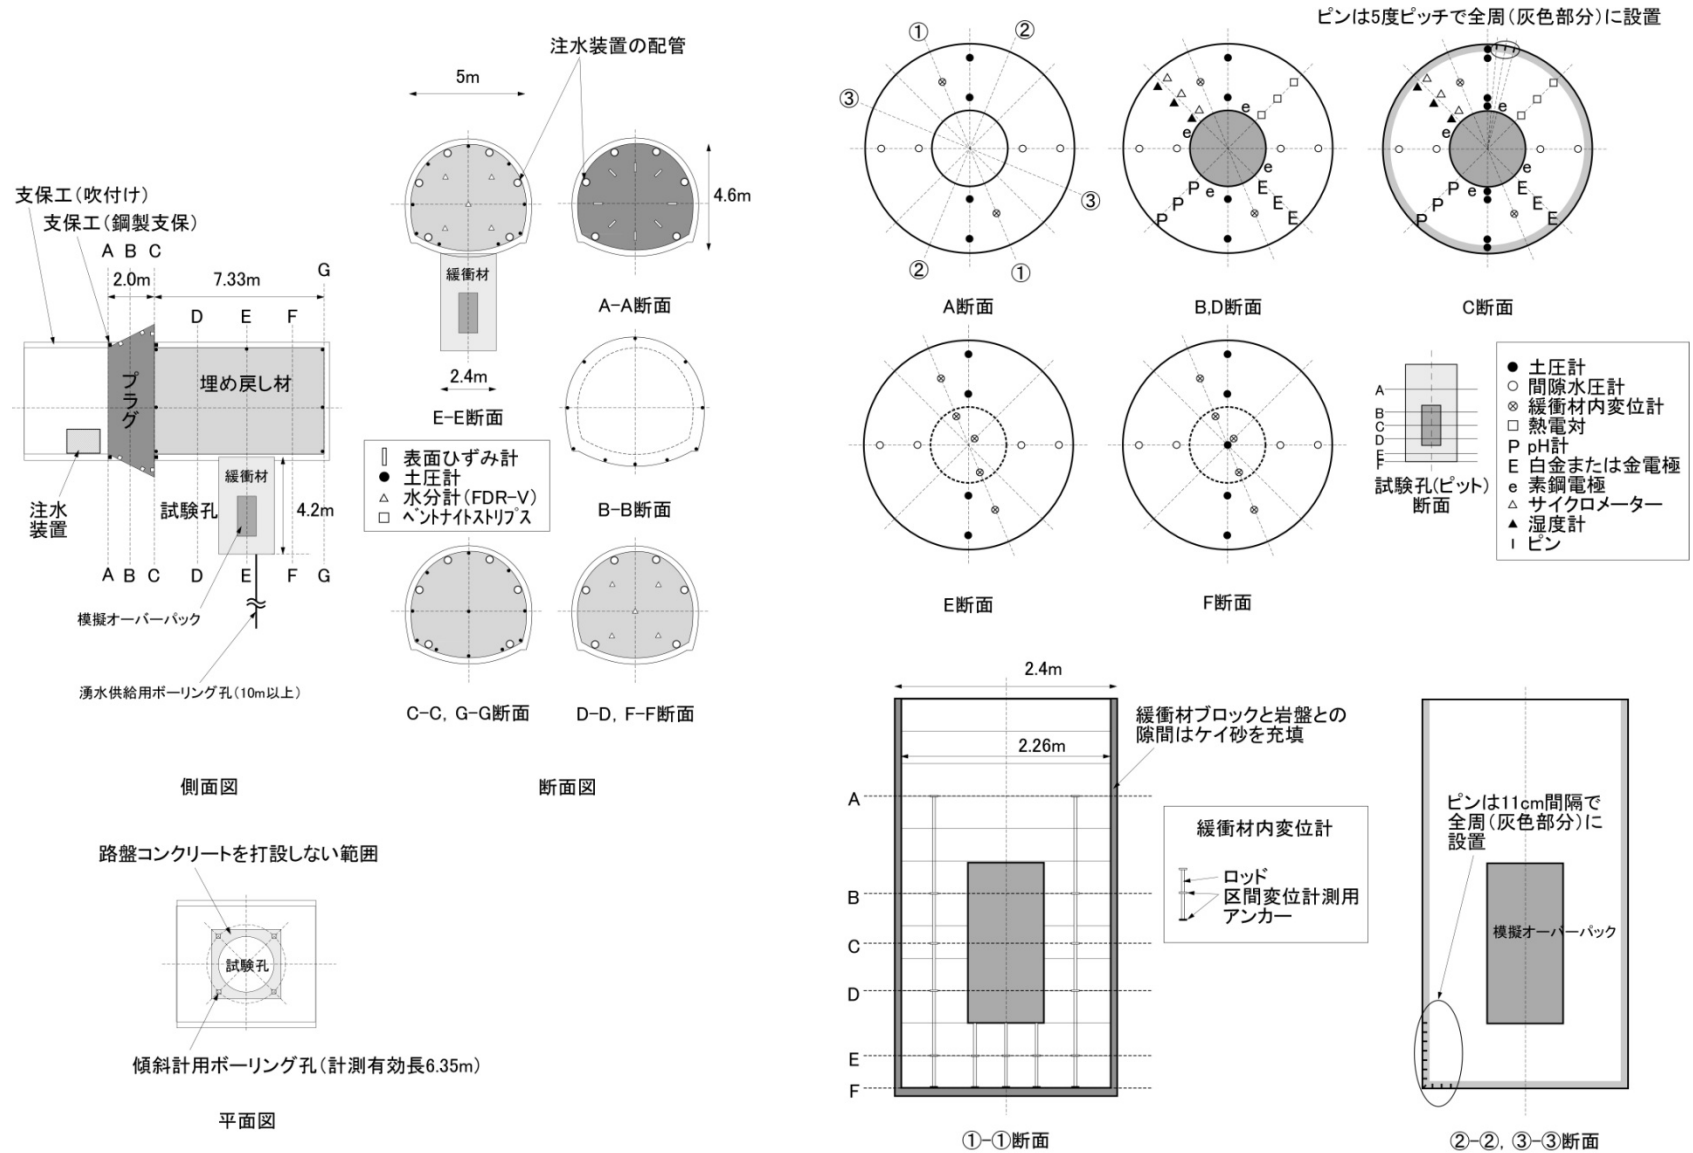 注水装置の配管
5m
4.6m
支保工(吹付け)
支保工(鋼製支保)
A B C
G
2.0m
7.33m
D E F
プラグ
埋め戻し材
緩衝材
注水
装置
試験孔
4.2m
A B C D E F G
模擬オーバーパック
湧水供給用ボーリング孔(10m以上)
側面図
緩衝材
2.4m
E-E断面
A-A断面
B-B断面
表面ひずみ計
土圧計
水分計(FDR-V)
ベントナイトストリプス
C-C, G-G断面
D-D, F-F断面
断面図
路盤コンクリートを打設しない範囲
試験孔
傾斜計用ボーリング孔(計測有効長6.35m)
平面図
ピンは5度ピッチで全周(灰色部分)に設置
① ②
③
③
② ①
A断面
e
e
e
e
P P P
E E E
B,D断面
e
e
e
e
P P P
E E E
C断面
E断面
F断面
A
B
C
D
E
F
試験孔(ピット)
断面
土圧計
間隙水圧計
緩衝材内変位計
熱電対
P pH計
E 白金または金電極
e 素鋼電極
サイクロメーター
湿度計
ピン
2.4m
2.26m
緩衝材ブロックと岩盤との
隙間はケイ砂を充填
A
B
C
D
E
F
緩衝材内変位計
ロッド
区間変位計測用
アンカー
①-①断面
ピンは11cm間隔で
全周(灰色部分)に
設置
模擬オーバーパック
②-②, ③-③断面